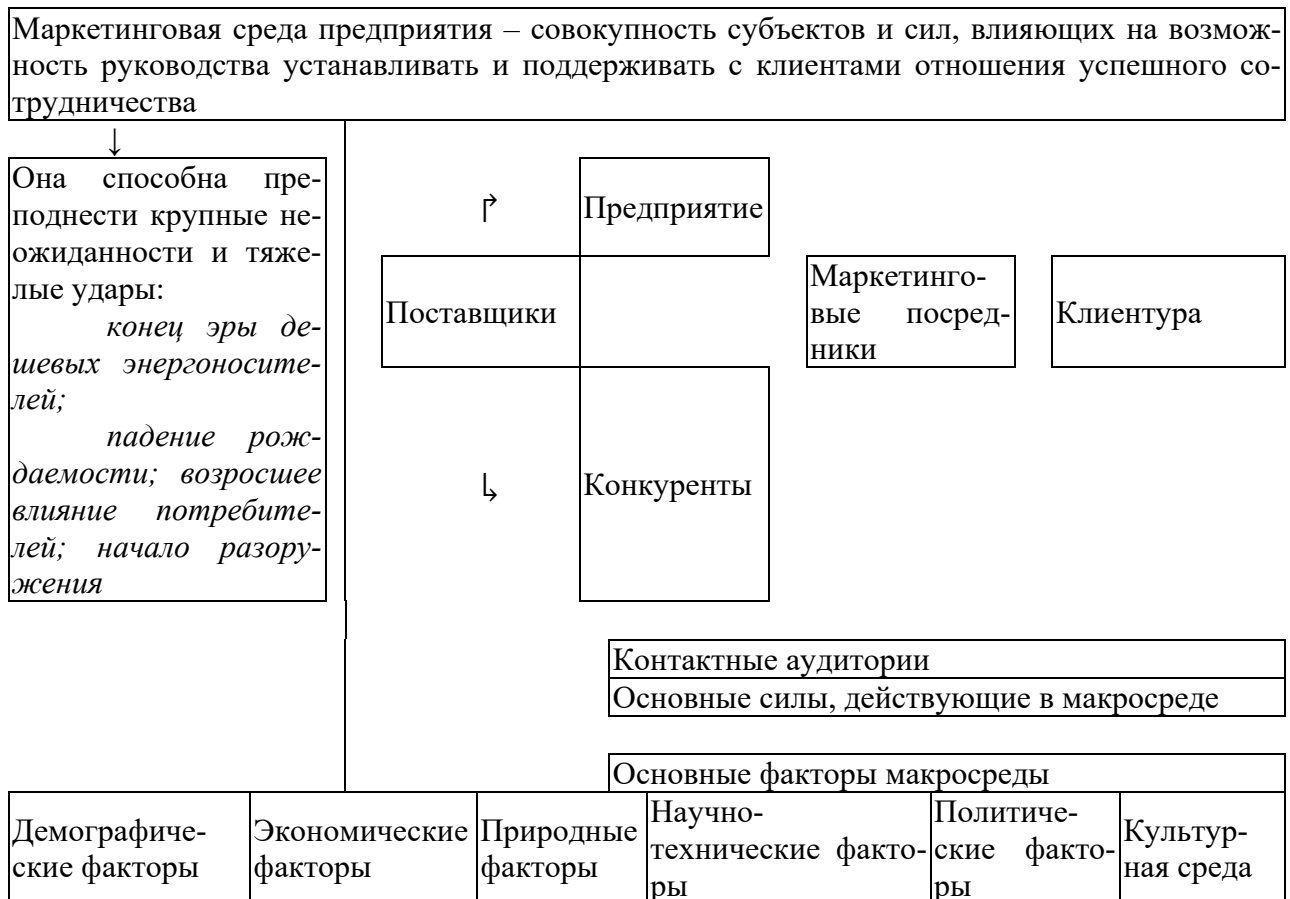 Маркетинговая среда предприятия – совокупность субъектов и сил, влияющих на возмож-
ность руководства устанавливать и поддерживать с клиентами отношения успешного со-
трудничества
↓
Она способна пре-
поднести крупные не-
ожиданности и тяже-
лые удары:
конец эры де-
шевых энергоносите-
лей;
падение рож-
даемости; возросшее
влияние потребите-
лей; начало разору-
жения
Предприятие
Поставщики
Маркетинго-
вые посред-
ники
Клиентура
Конкуренты
Контактные аудитории
Основные силы, действующие в макросреде
Основные факторы макросреды
Демографиче-
ские факторы
Экономические
факторы
Природные
факторы
Научно-
технические факто-
ры
Политиче-
ские факто-
ры
Культур-
ная среда